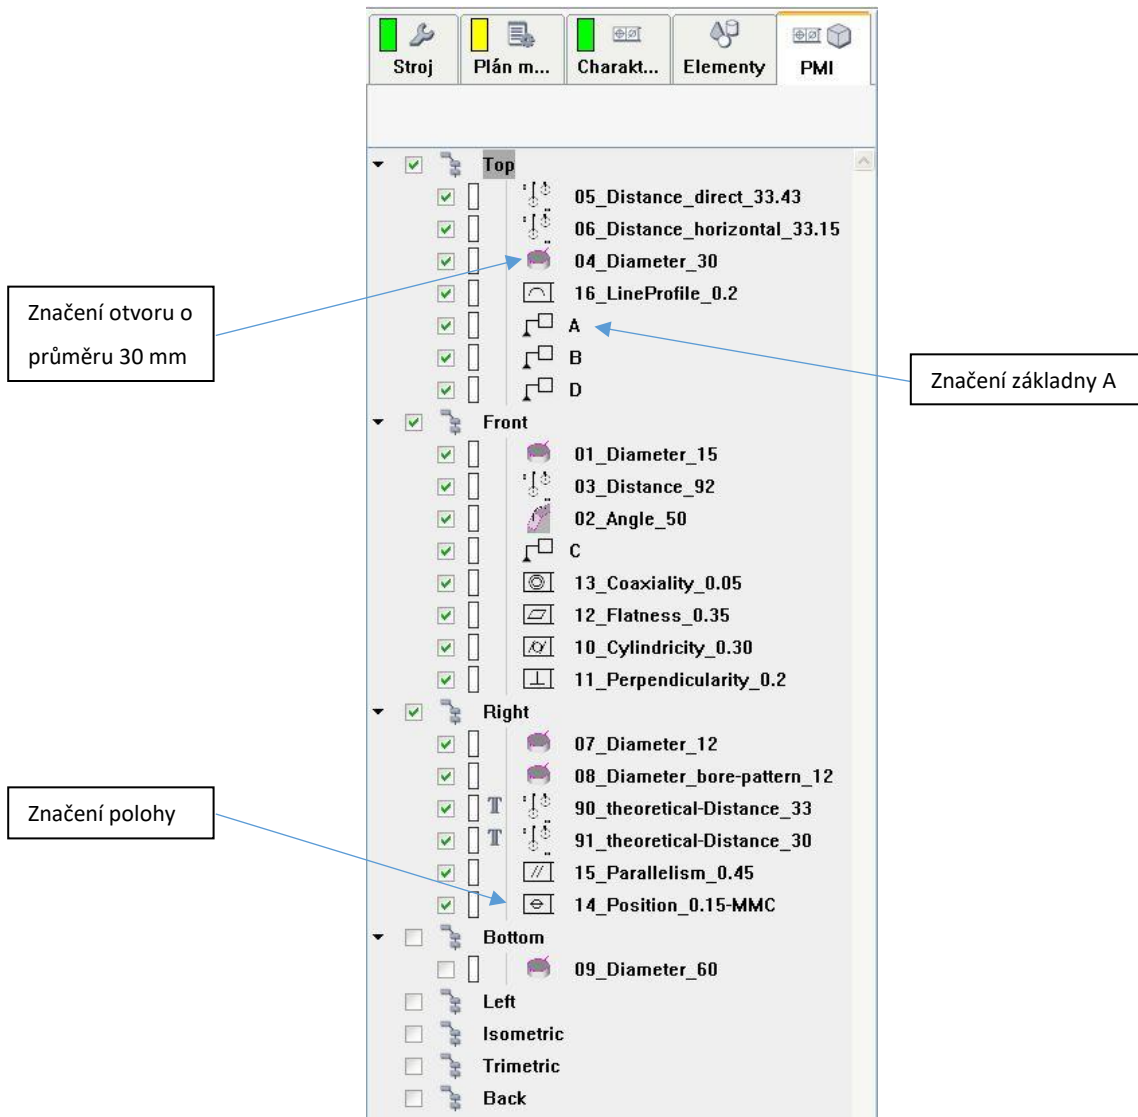 Stroj
Plán m...
Charakt...
Elementy
PMI
Top
05_Distance_direct_33.43
06_Distance_horizontal_33.15
04_Diameter_30
16_LineProfile_0.2
A
B
D
Front
01_Diameter_15
03_Distance_92
02_Angle_50
C
13_Coaxiality_0.05
12_Flatness_0.35
10_Cylindricity_0.30
11_Perpendicularity_0.2
Right
07_Diameter_12
08_Diameter_bore-pattern_12
T 90_theoretical-Distance_33
T 91_theoretical-Distance_30
15_Parallelism_0.45
14_Position_0.15-MMC
Bottom
09_Diameter_60
Left
Isometric
Trimetric
Back
Značení otvoru o
průměru 30 mm
Značení základny A
Značení polohy